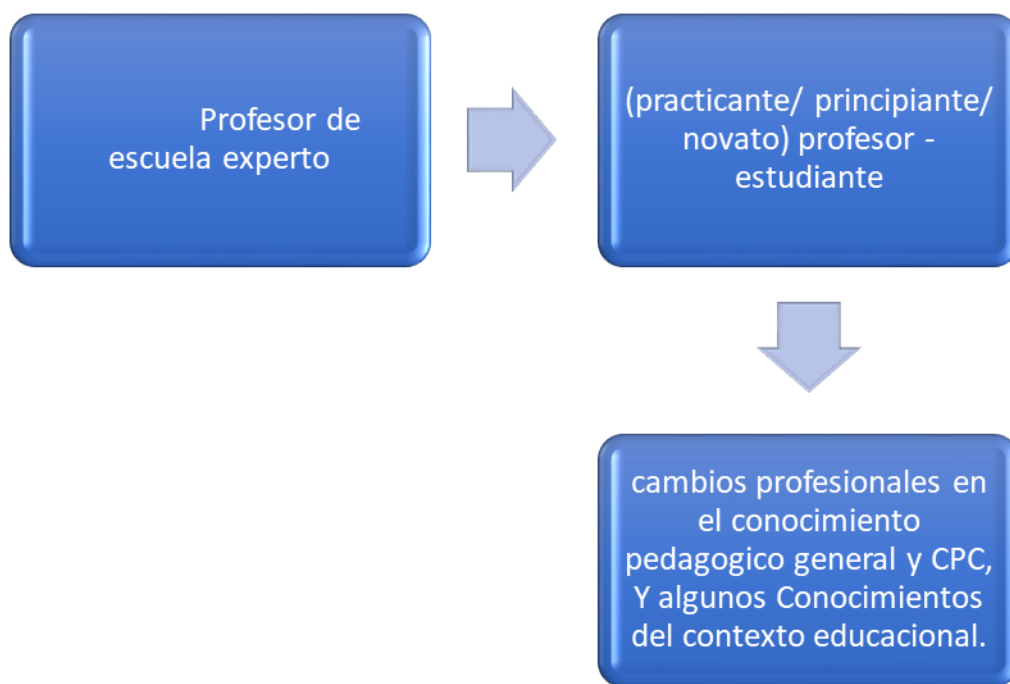 Profesor de
escuela experto
(practicante/ principiante/
novato) profesor -
estudiante
cambios profesionales en
el conocimiento
pedagogico general y CPC,
Y algunos Conocimientos
del contexto educacional.